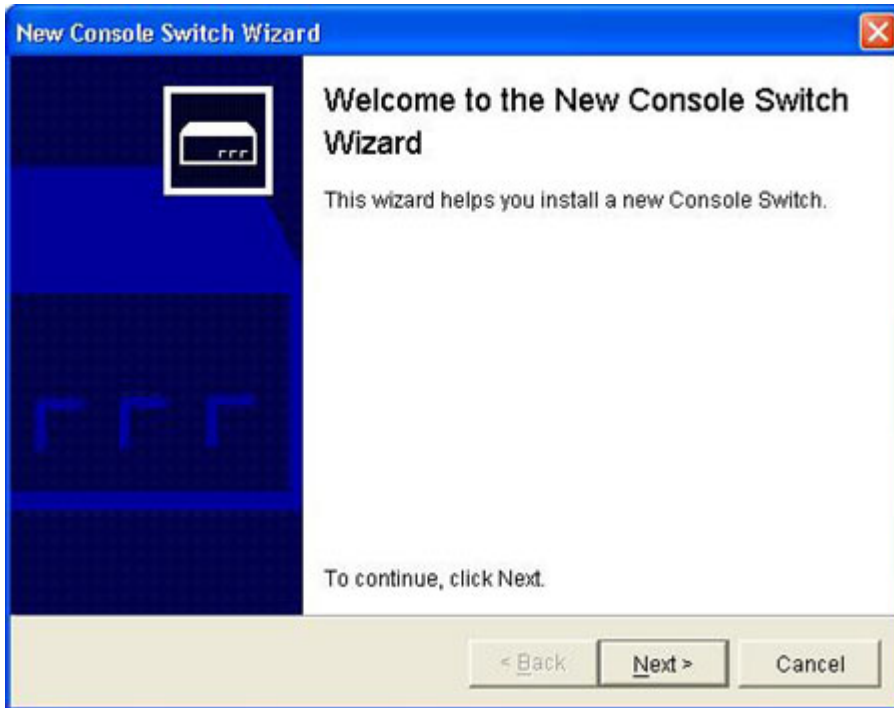 New Console Switch Wizard
Welcome to the New Console Switch
Wizard
This wizard helps you install a new Console Switch.
To continue, click Next.
< Back
Next >
Cancel